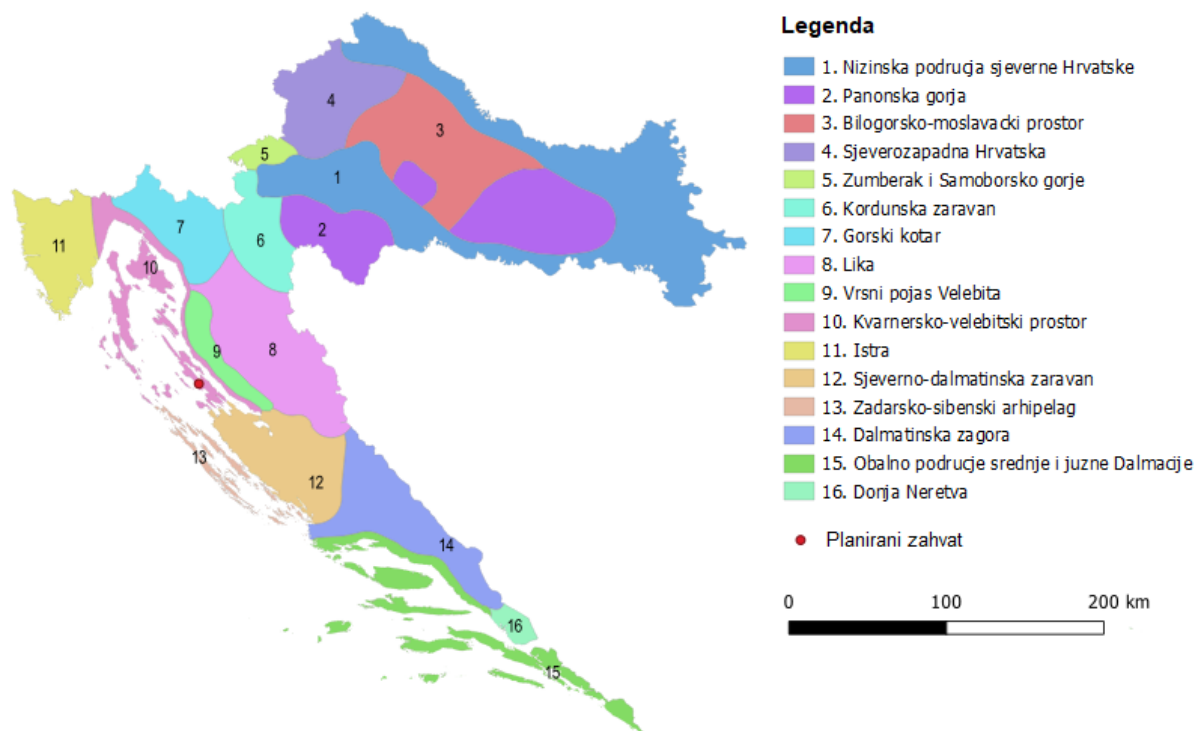 Legenda
1. Nizinska područja sjeverne Hrvatske
2. Panonska gorja
3. Bilogorsko-moslavacki prostor
4. Sjeverozapadna Hrvatska
5. Zumberak i Samoborsko gorje
6. Kordunska zaravan
7. Gorski kotar
8. Lika
9. Vrsni pojas Velebita
10. Kvarnersko-velebitski prostor
11. Istra
12. Sjeverno-dalmatinska zaravan
13. Zadarsko-sibenski arhipelag
14. Dalmatinska zagora
15. Obalno podrucje srednje i juzne Dalmacije
16. Donja Neretva
Planirani zahvat
0 100 200 km
4
3
5
1
2
6
7
11
10
8
9
13
12
14
16
15